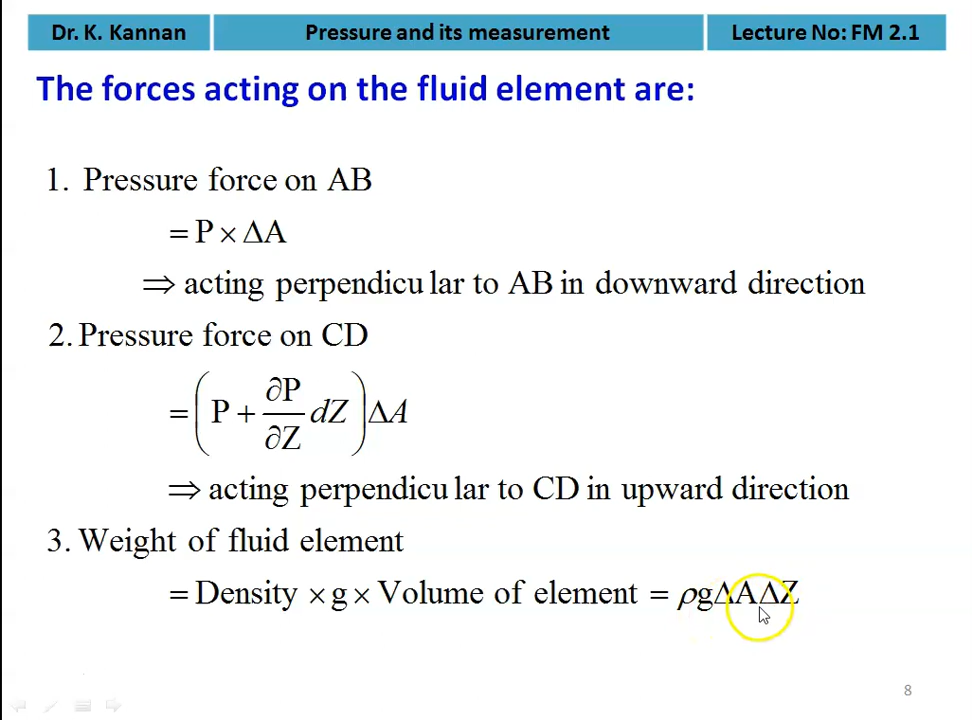 Dr. K. Kannan
Pressure and its measurement
Lecture No: FM 2.1
The forces acting on the fluid element are:
1. Pressure force on AB
= P × ΔA
⇒ acting perpendicu lar to AB in downward direction
2. Pressure force on CD
= (P + ∂P/∂Z dZ) ΔA
⇒ acting perpendicu lar to CD in upward direction
3. Weight of fluid element
= Density × g × Volume of element = ρgΔAΔZ
8